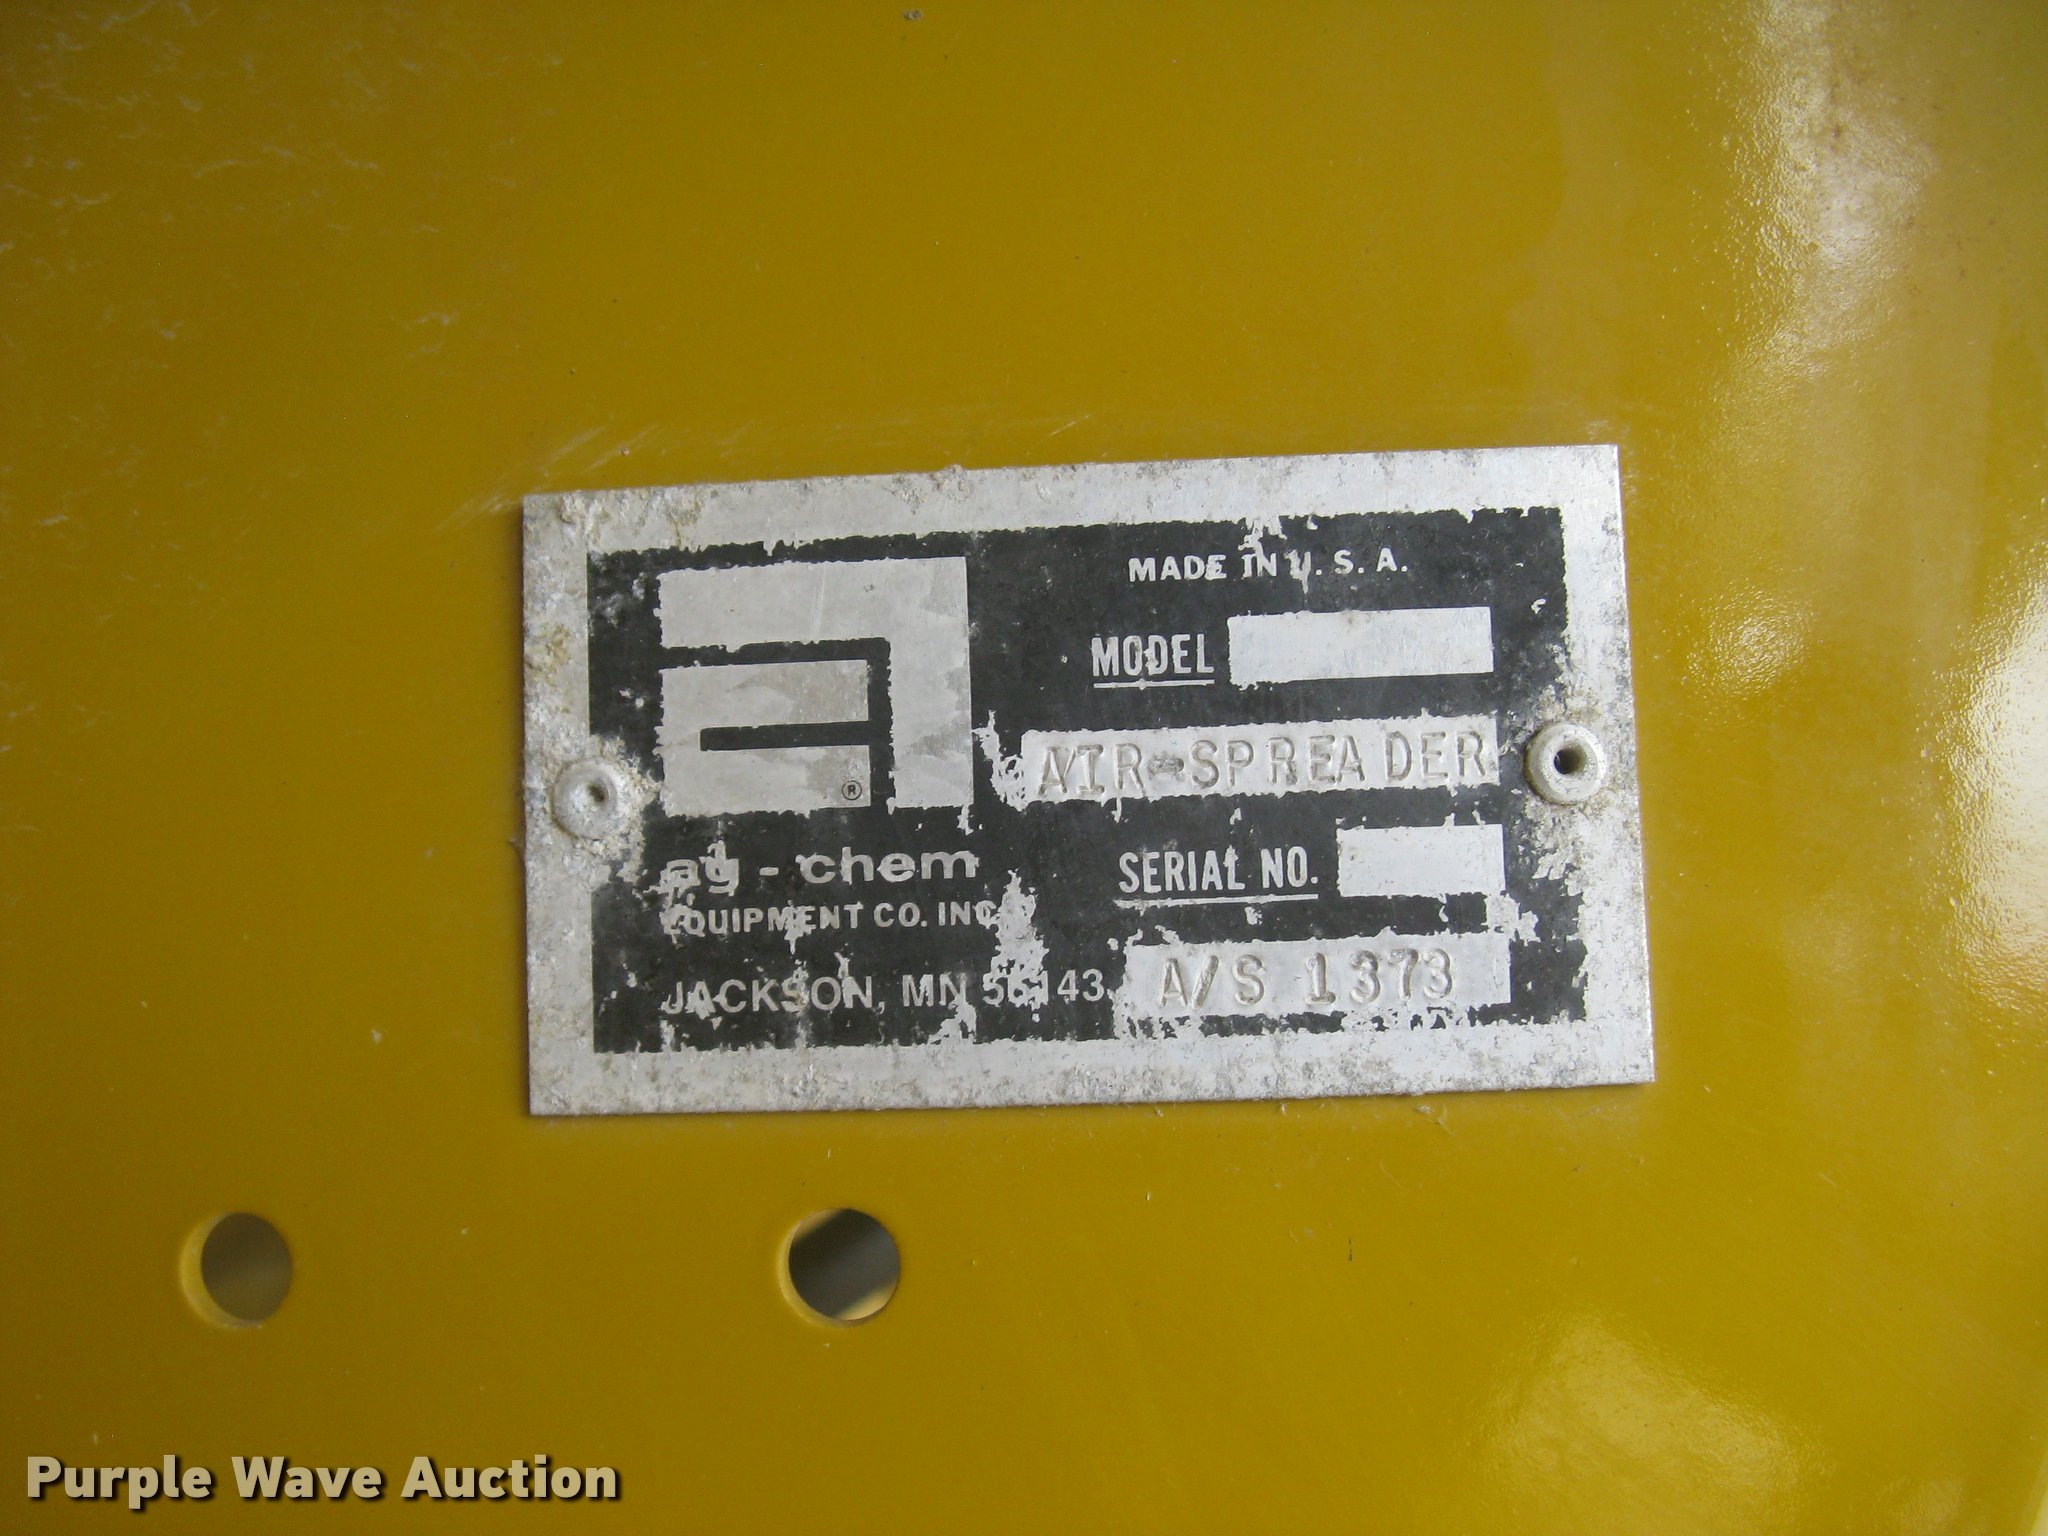 MADE IN U.S.A.
MODEL
AIR-SPREADER
SERIAL NO.
A/S 1373
ag-chem
EQUIPMENT CO. INC.
JACKSON, MN 56143
Purple Wave Auction